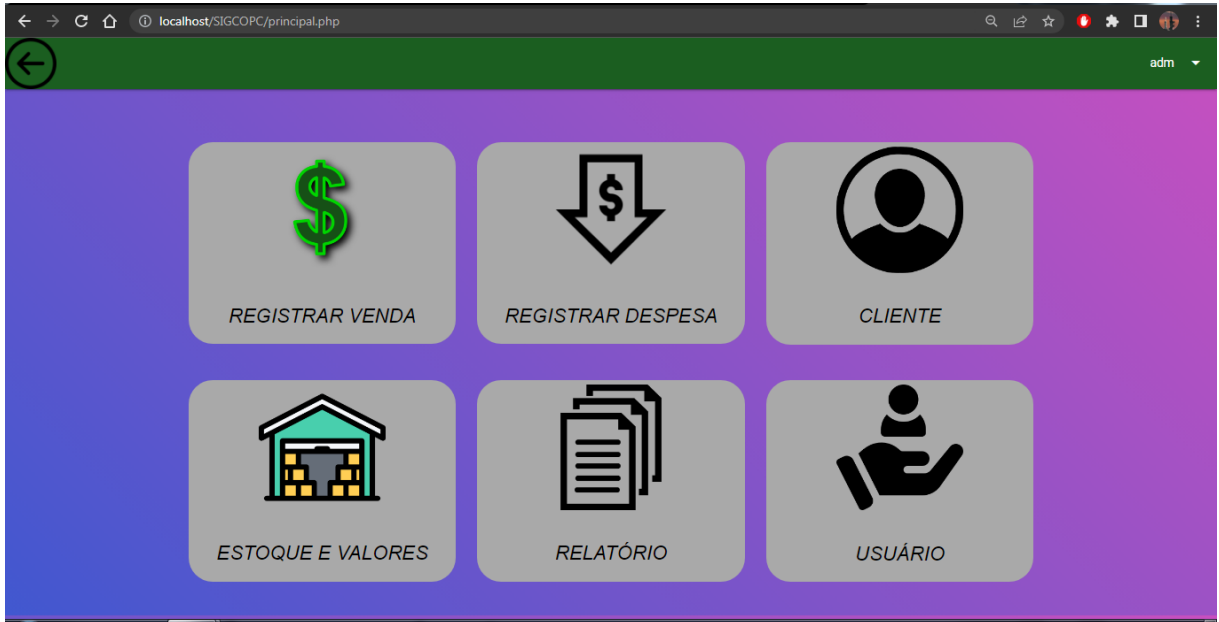 localhost/SIGCOPC/principal.php
adm
$
REGISTRAR VENDA
$
REGISTRAR DESPESA
CLIENTE
ESTOQUE E VALORES
RELATÓRIO
USUÁRIO